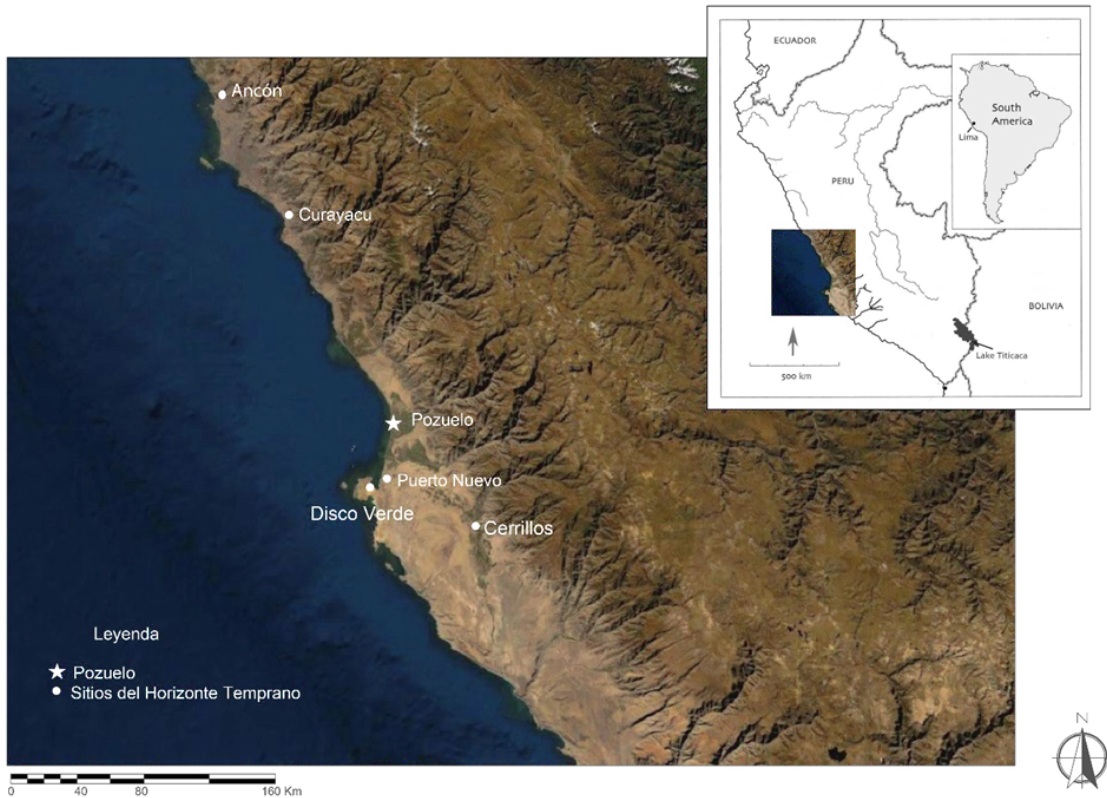 ECUADOR
South
America
Lima
PERU
BOLIVIA
Lake Titicaca
500 km
Ancón
Curayacu
Pozuelo
Puerto Nuevo
Disco Verde
Cerrillos
Leyenda
Pozuelo
Sitios del Horizonte Temprano
N
0 40 80 160 Km